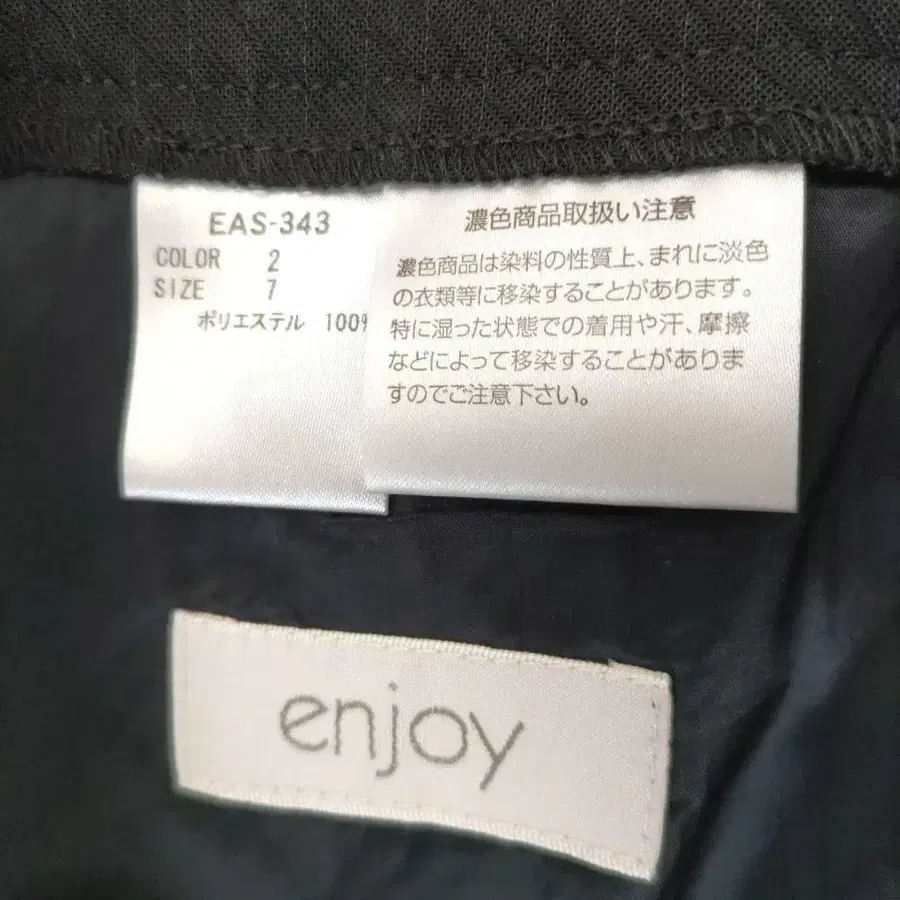 EAS-343
COLOR 2
SIZE 7
ポリエステル 100%
濃色商品取扱い注意
濃色商品は染料の性質上、まれに淡色
の衣類等に移染することがあります。
特に湿った状態での着用や汗、摩擦
などによって移染することがありま
すのでご注意下さい。
enjoy